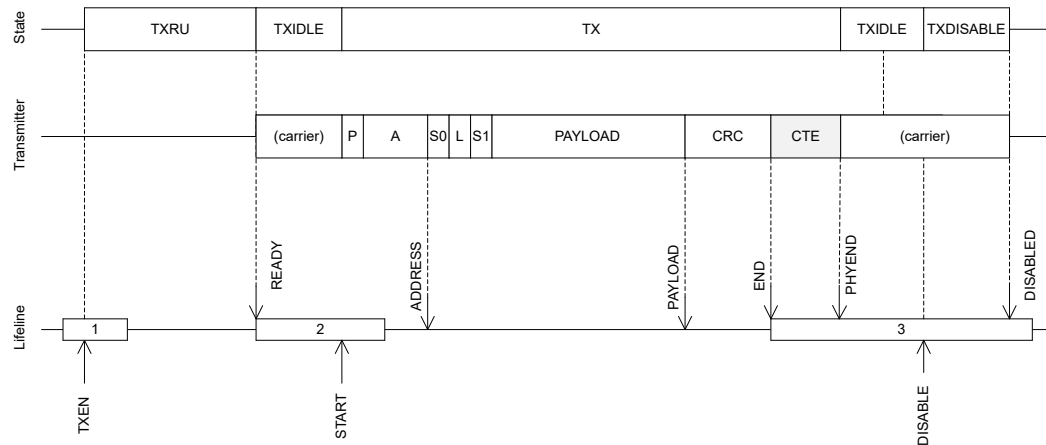 State
TXRU
TXIDLE
TX
TXIDLE
TXDISABLE
Transmitter
(carrier)
P
A
S0
L
S1
PAYLOAD
CRC
CTE
(carrier)
READY
ADDRESS
PAYLOAD
END
PHYEND
DISABLED
Lifeline
1
2
3
TXEN
START
DISABLE